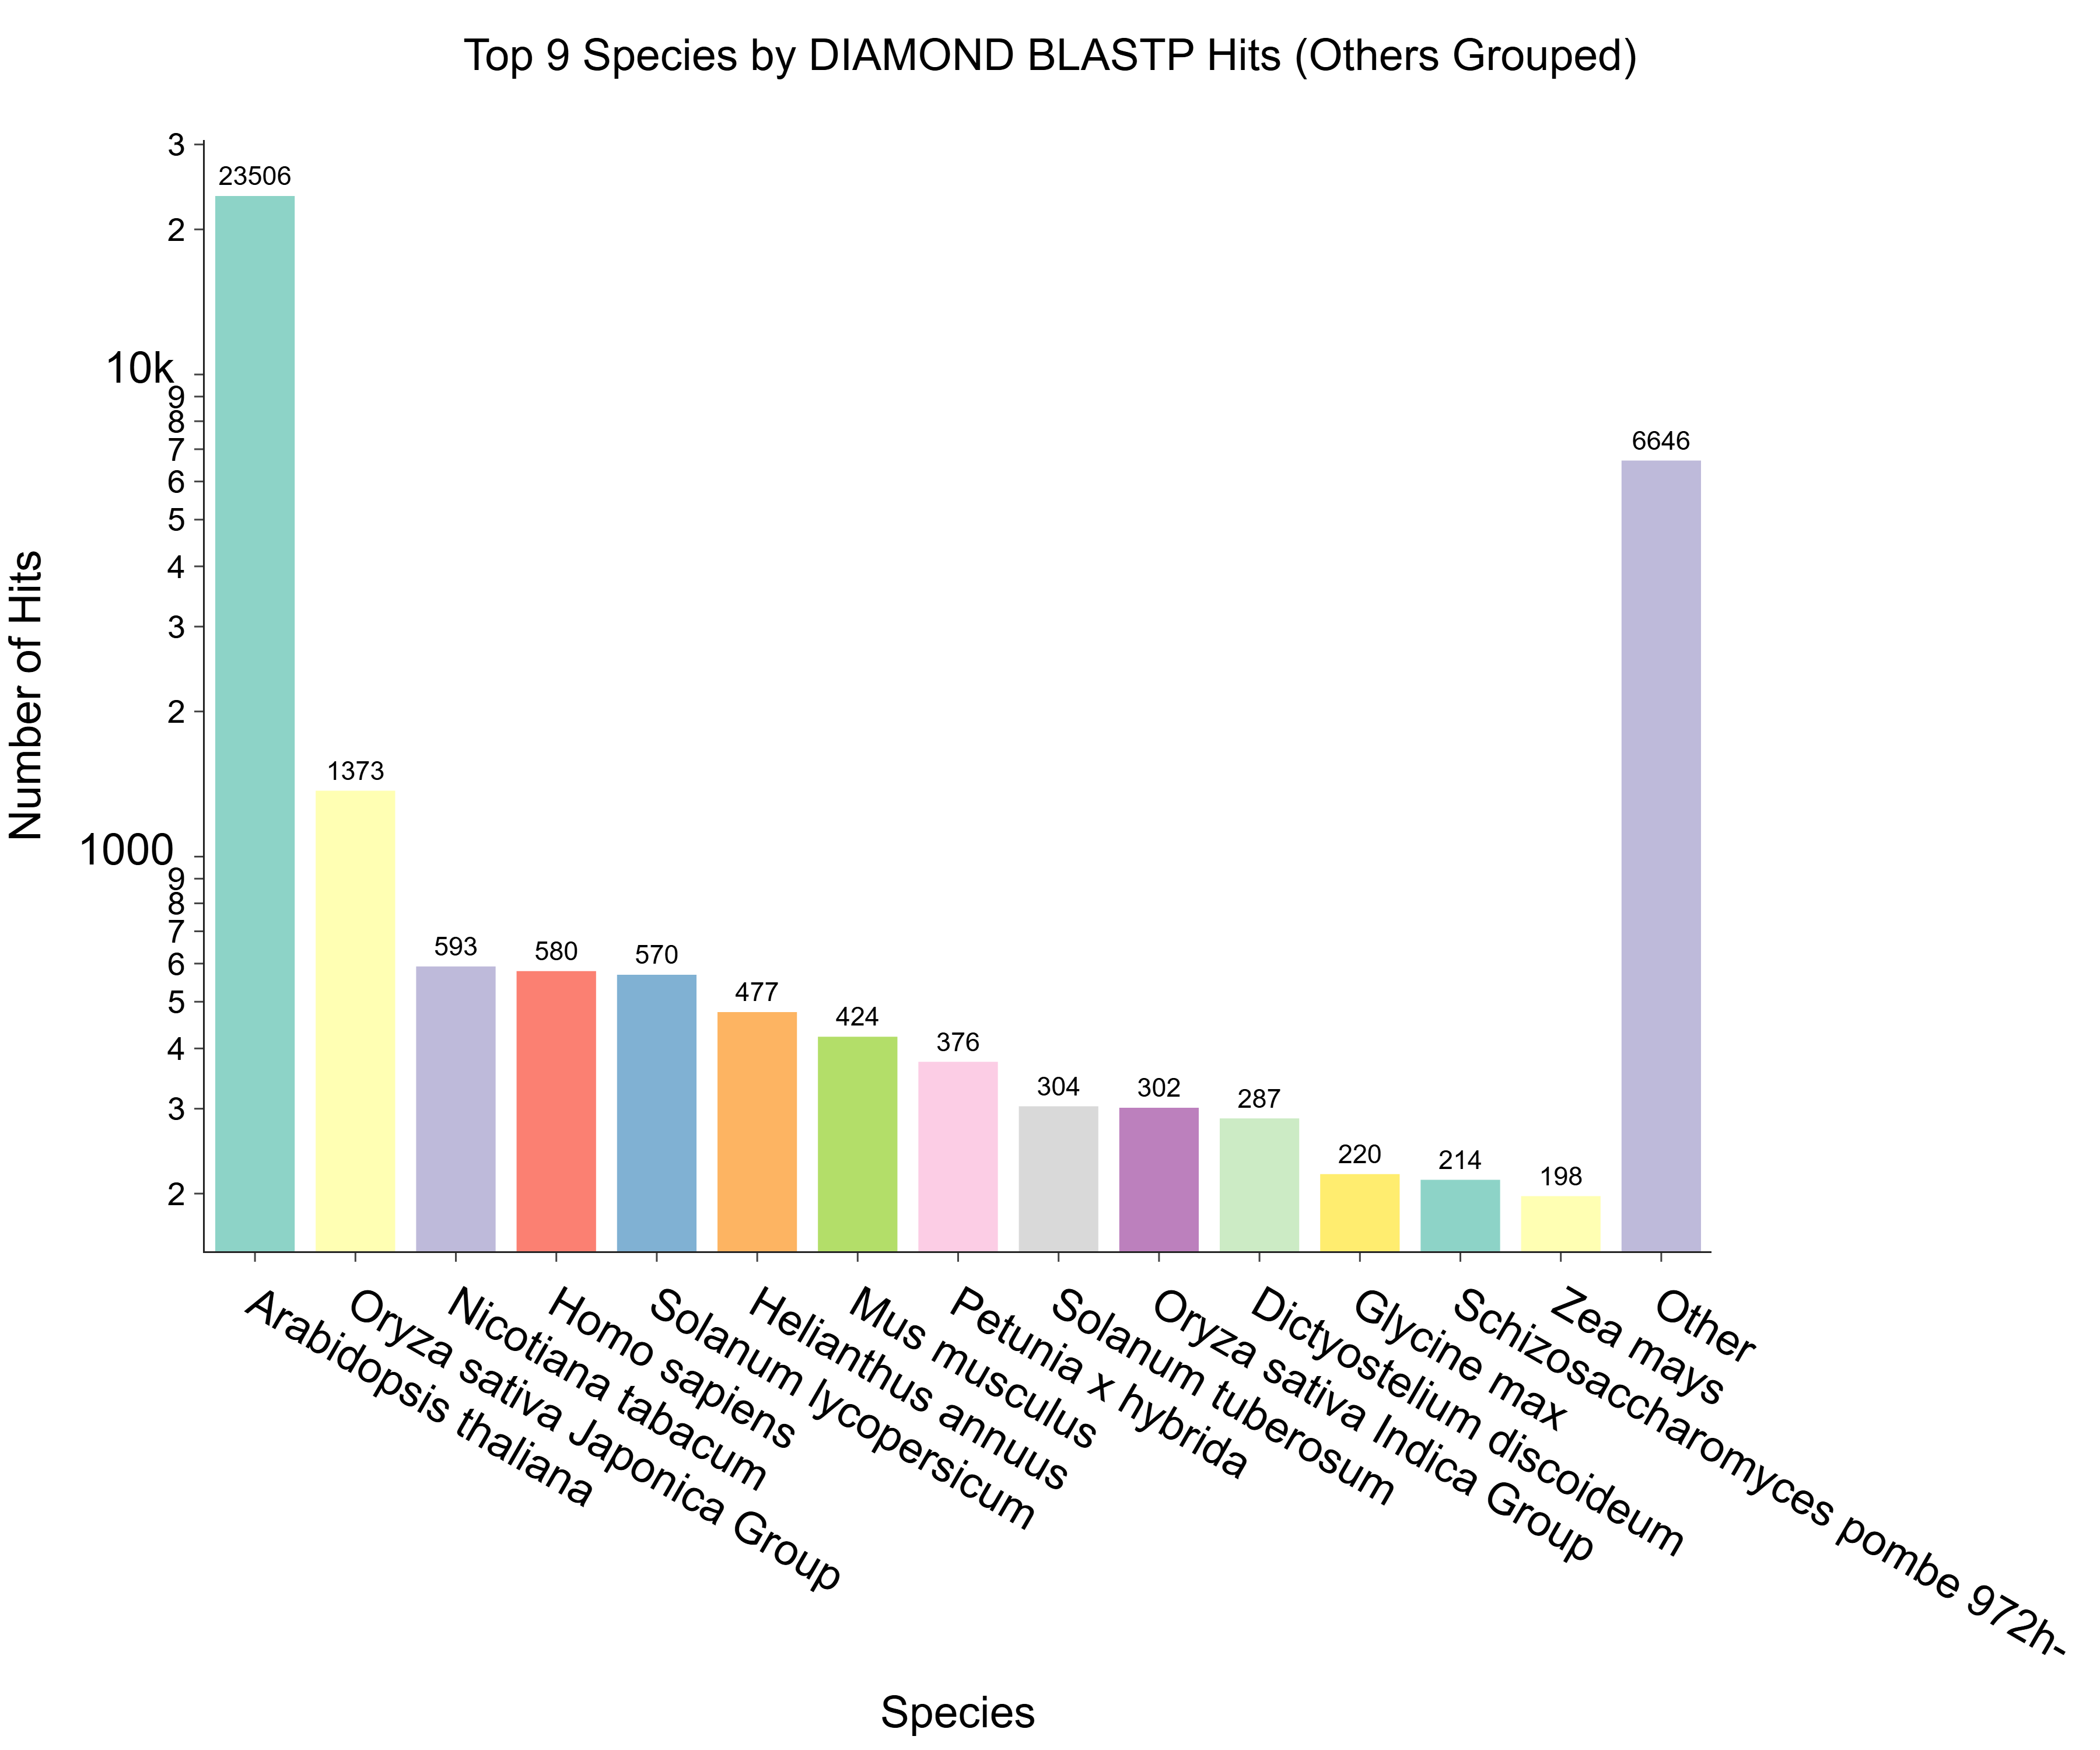 Top 9 Species by DIAMOND BLASTP Hits (Others Grouped)
Number of Hits
3
2
10k
9
8
7
6
5
4
3
2
1000
9
8
7
6
5
4
3
2
23506
1373
593
580
570
477
424
376
304
302
287
220
214
198
6646
Arabidopsis thaliana
Oryza sativa Japonica Group
Nicotiana tabacum
Homo sapiens
Solanum lycopersicum
Helianthus annuus
Mus musculus
Petunia x hybrida
Solanum tuberosum
Oryza sativa Indica Group
Dictyostelium discoideum
Glycine max
Schizosaccharomyces pombe 972h-
Zea mays
Other
Species